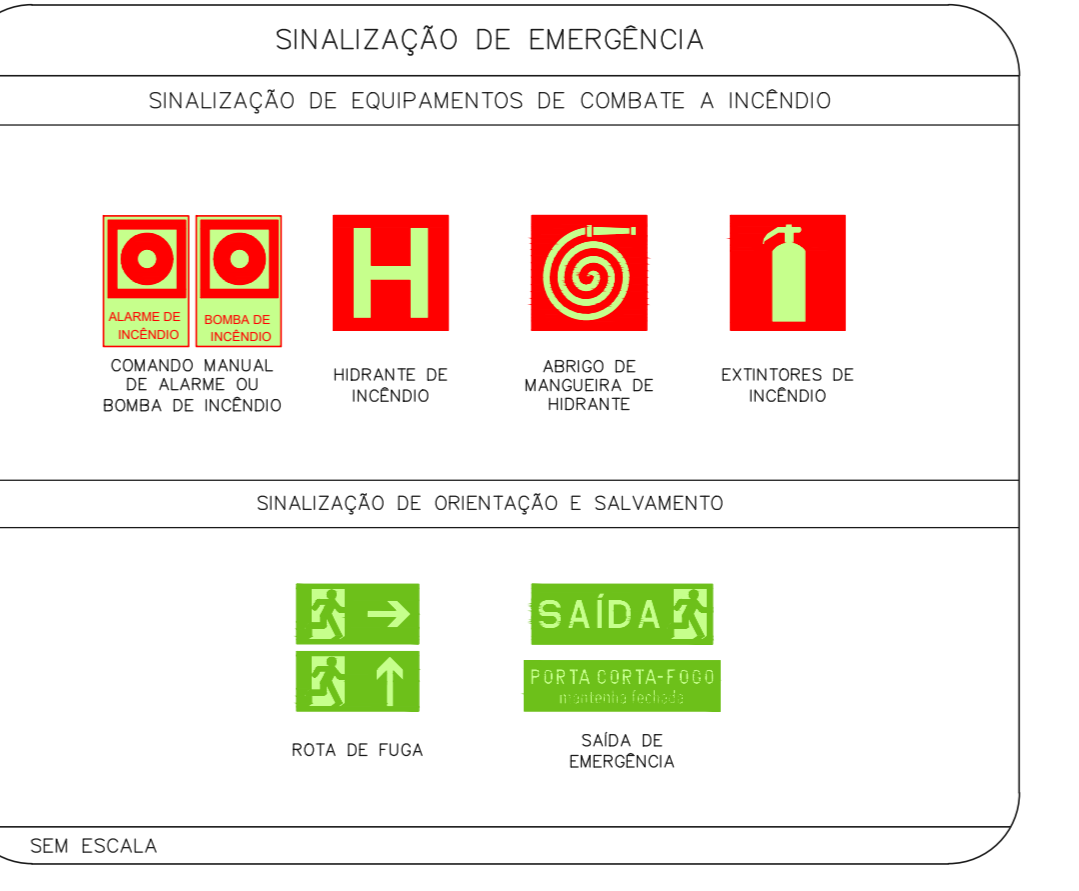 SINALIZAÇÃO DE EMERGÊNCIA
SINALIZAÇÃO DE EQUIPAMENTOS DE COMBATE A INCÊNDIO
ALARME DE
INCÊNDIO
BOMBA DE
INCÊNDIO
H
COMANDO MANUAL
DE ALARME OU
BOMBA DE INCÊNDIO
HIDRANTE DE
INCÊNDIO
ABRIGO DE
MANGUEIRA DE
HIDRANTE
EXTINTORES DE
INCÊNDIO
SINALIZAÇÃO DE ORIENTAÇÃO E SALVAMENTO
SAÍDA
PORTA CORTA-FOGO
mantenha fechada
ROTA DE FUGA
SAÍDA DE
EMERGÊNCIA
SEM ESCALA